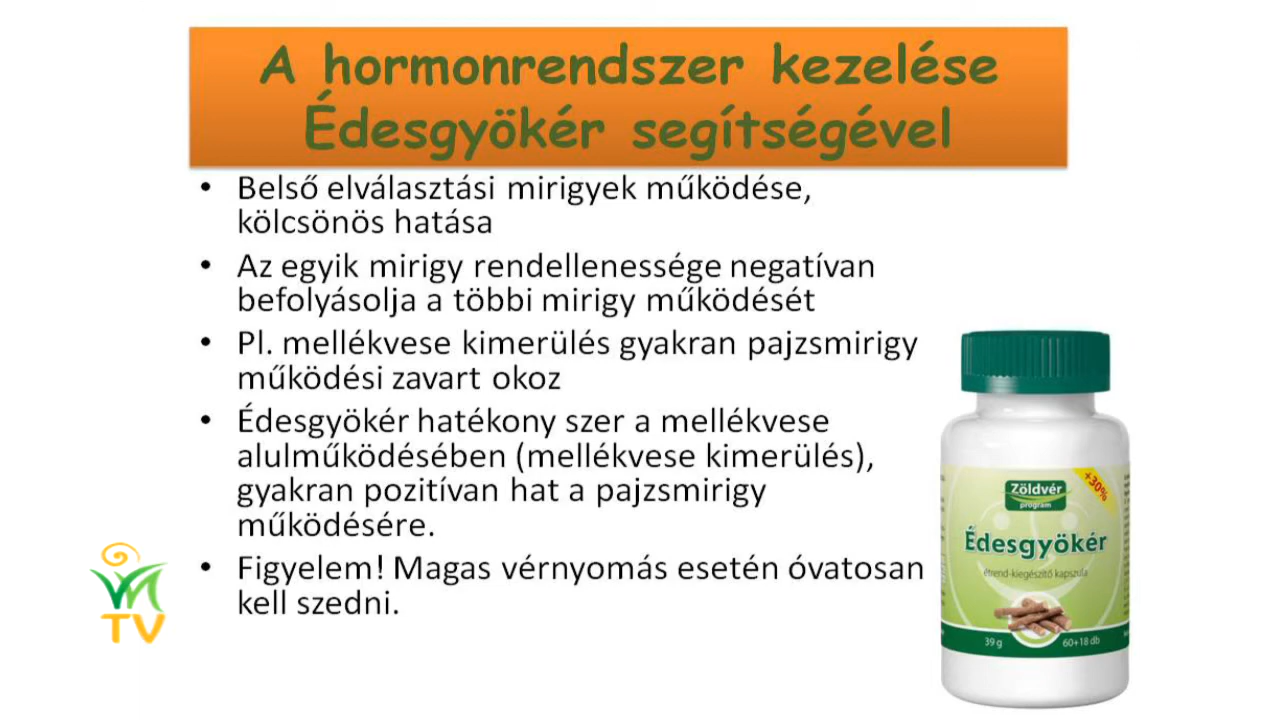 A hormonrendszer kezelése
Édesgyökér segítségével
• Belső elválasztási mirigyek működése,
kölcsönös hatása
• Az egyik mirigy rendellenessége negatívan
befolyásolja a többi mirigy működését
• Pl. mellékvese kimerülés gyakran pajzsmirigy
működési zavart okoz
• Édesgyökér hatékony szer a mellékvese
alulműködésében (mellékvese kimerülés),
gyakran pozitívan hat a pajzsmirigy
működésére.
• Figyelem! Magas vérnyomás esetén óvatosan
kell szedni.
+30%
Zöldvér
program
Édesgyökér
étrend-kiegészítő kapszula
39 g
60+18 db
TV